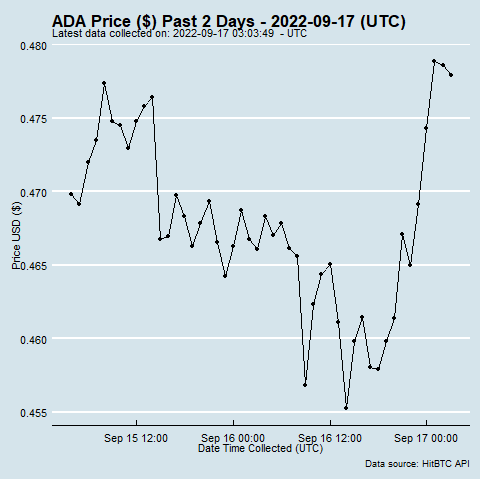 ADA Price ($) Past 2 Days - 2022-09-17 (UTC)
Latest data collected on: 2022-09-17 03:03:49 - UTC
0.480
0.475
0.470
0.465
0.460
0.455
Price USD ($)
Sep 15 12:00
Sep 16 00:00
Sep 16 12:00
Sep 17 00:00
Date Time Collected (UTC)
Data source: HitBTC API